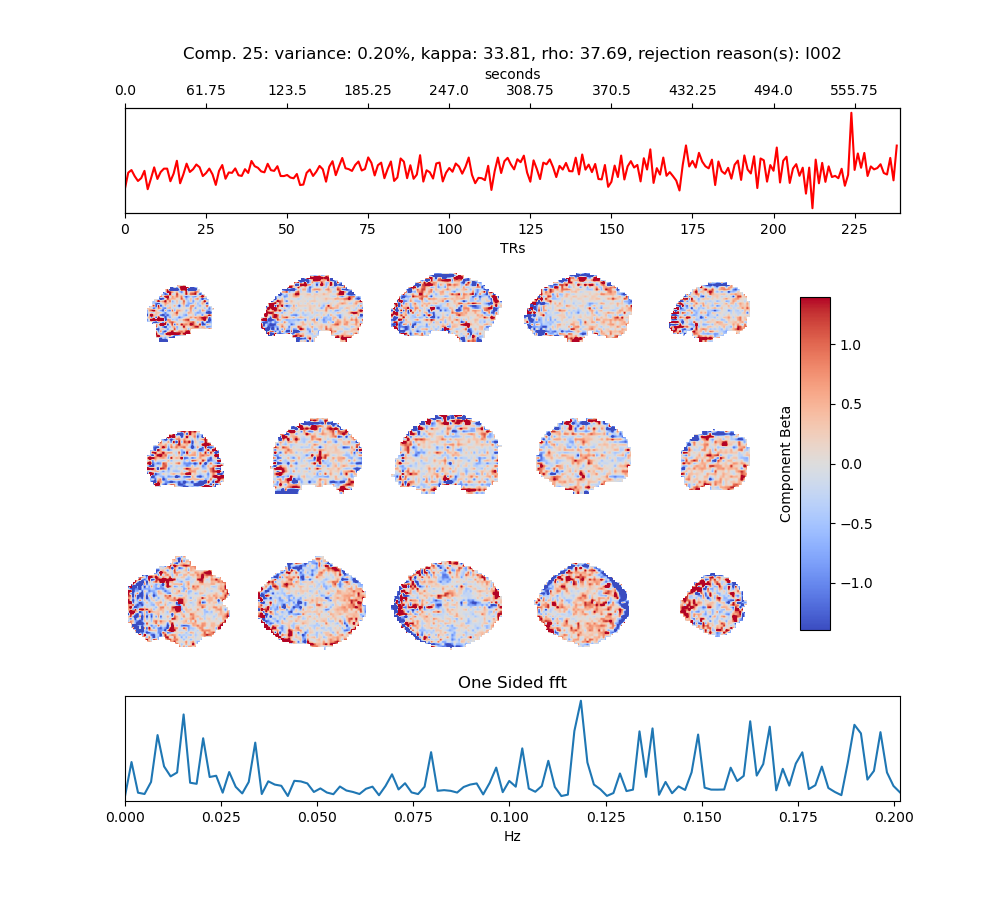 Comp. 25: variance: 0.20%, kappa: 33.81, rho: 37.69, rejection reason(s): I002
seconds
0.0 61.75 123.5 185.25 247.0 308.75 370.5 432.25 494.0 555.75
0 25 50 75 100 125 150 175 200 225
TRs
1.0
0.5
0.0
−0.5
−1.0
Component Beta
One Sided fft
0.000 0.025 0.050 0.075 0.100 0.125 0.150 0.175 0.200
Hz